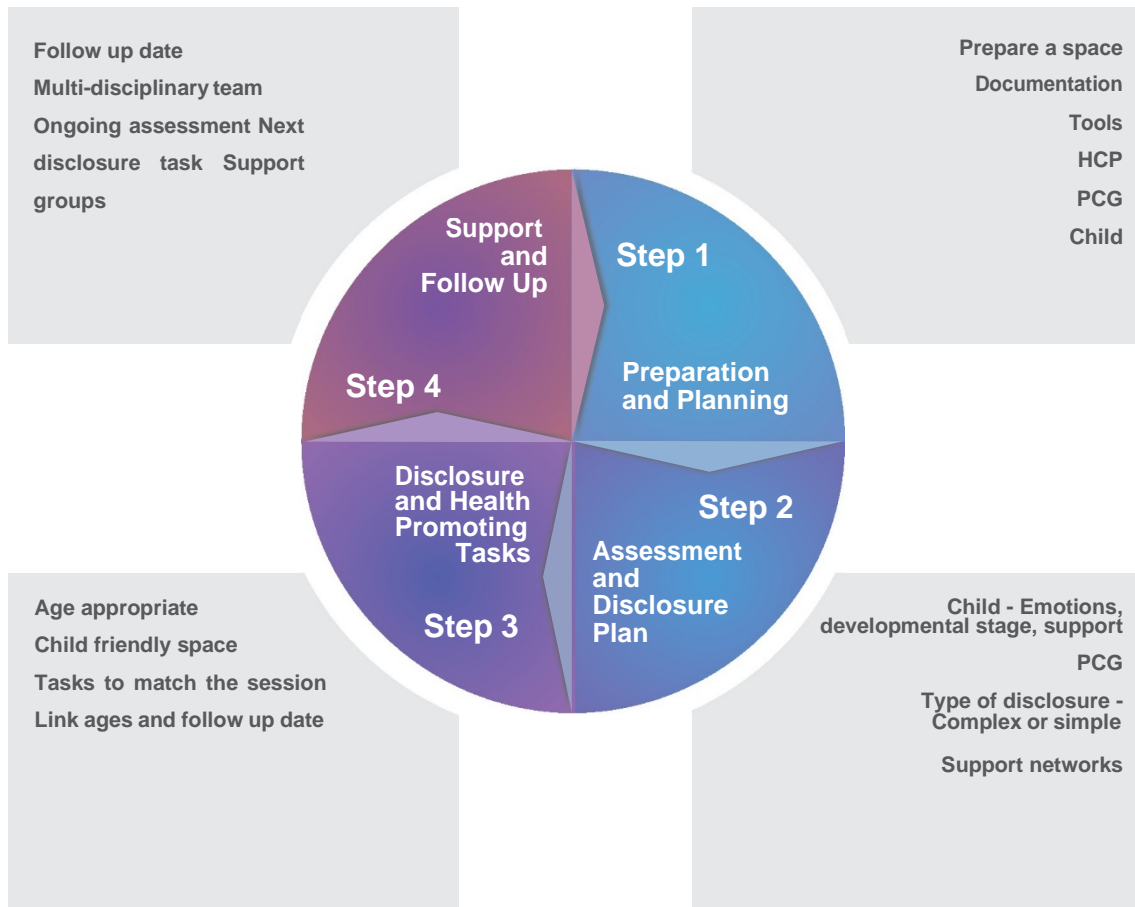 Follow up date
Multi-disciplinary team
Ongoing assessment Next
disclosure task Support
groups
Prepare a space
Documentation
Tools
HCP
PCG
Child
Support
and
Follow Up
Step 4
Step 1
Preparation
and Planning
Disclosure
and Health
Promoting
Tasks
Step 3
Step 2
Assessment
and
Disclosure
Plan
Age appropriate
Child friendly space
Tasks to match the session
Link ages and follow up date
Child - Emotions,
developmental stage, support
PCG
Type of disclosure -
Complex or simple
Support networks